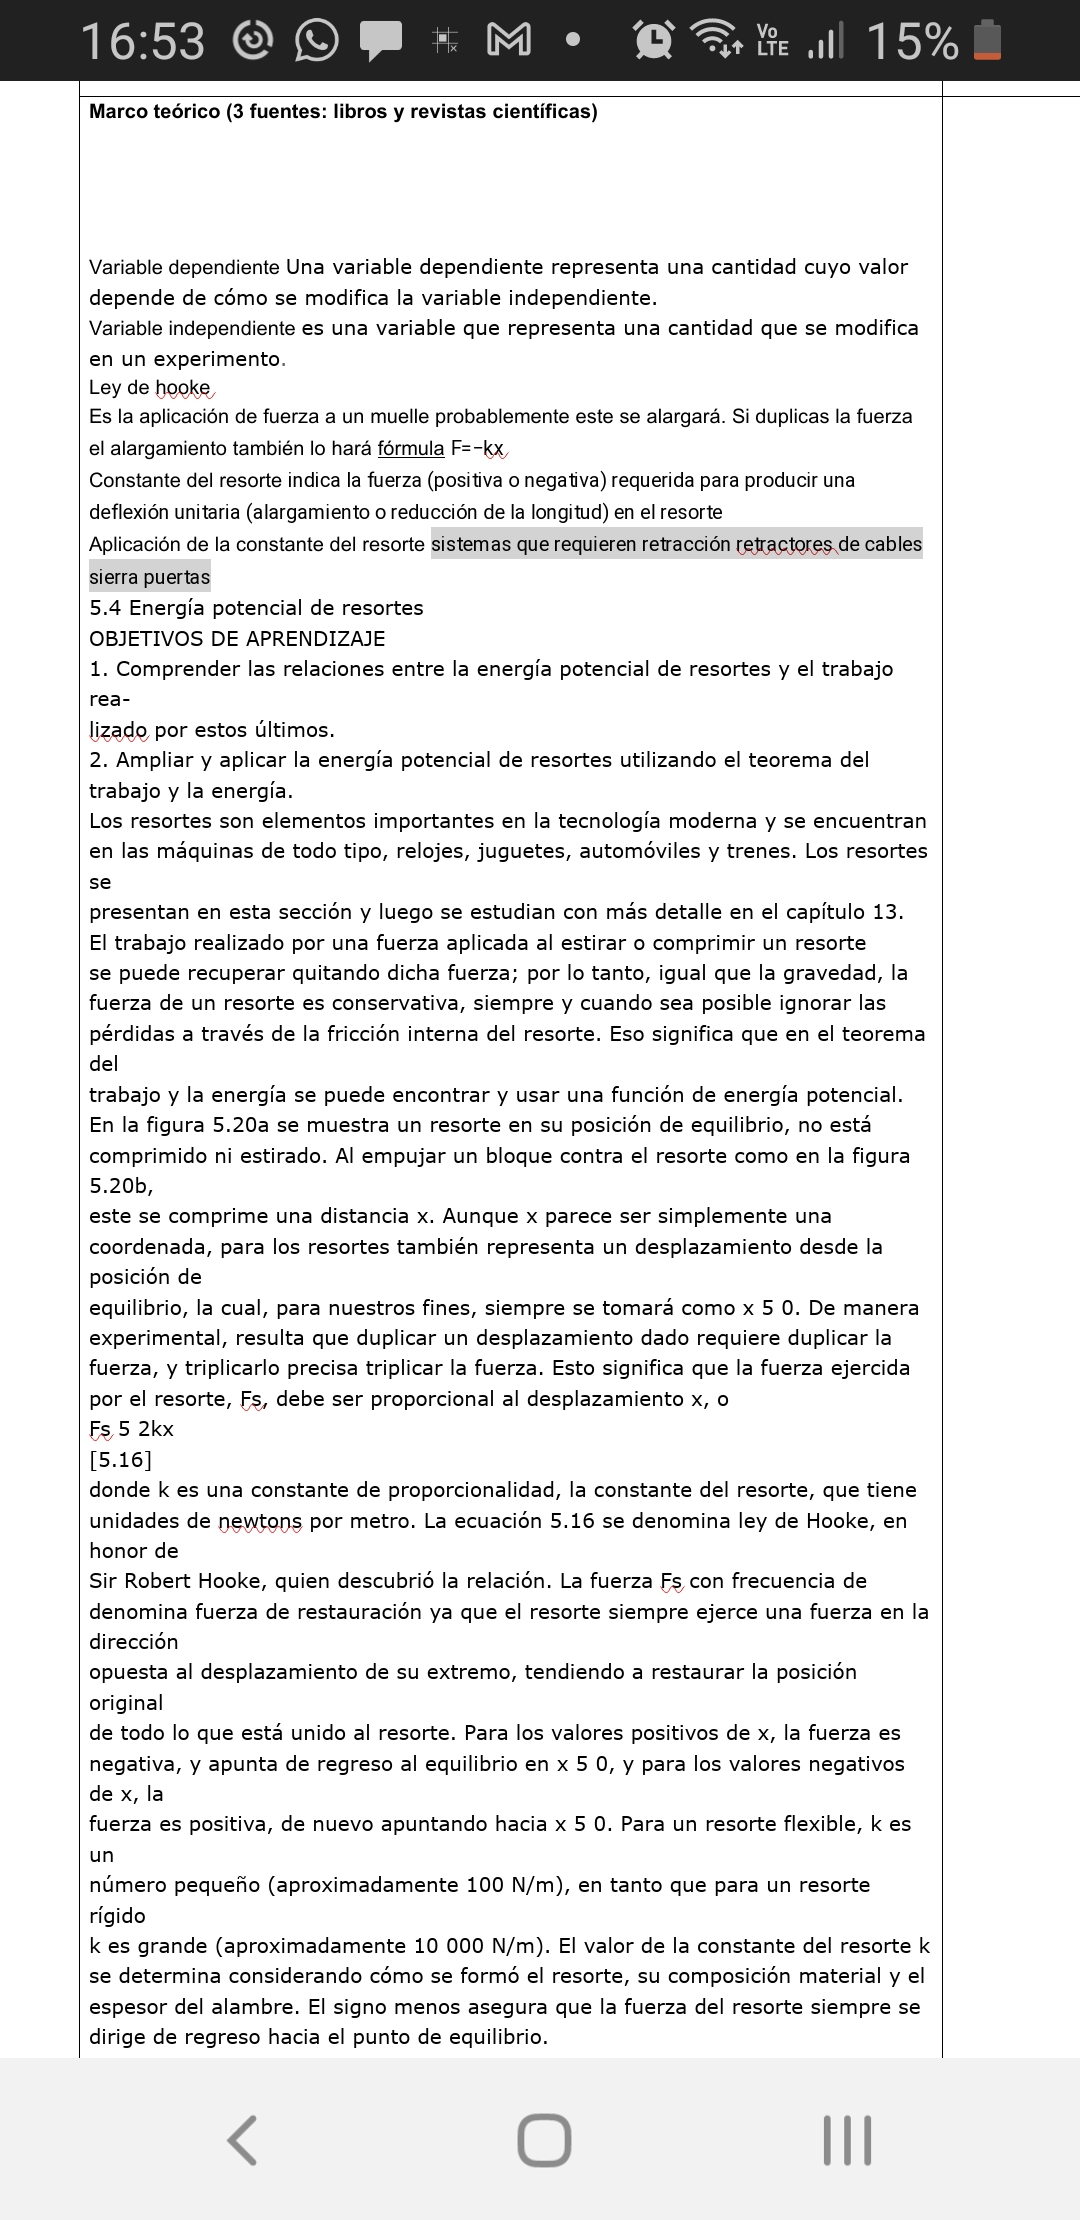 16:53 Vo LTE 15%
Marco teórico (3 fuentes: libros y revistas científicas)
Variable dependiente Una variable dependiente representa una cantidad cuyo valor
depende de cómo se modifica la variable independiente.
Variable independiente es una variable que representa una cantidad que se modifica
en un experimento.
Ley de hooke
Es la aplicación de fuerza a un muelle probablemente este se alargará. Si duplicas la fuerza
el alargamiento también lo hará fórmula F=−kx
Constante del resorte indica la fuerza (positiva o negativa) requerida para producir una
deflexión unitaria (alargamiento o reducción de la longitud) en el resorte
Aplicación de la constante del resorte sistemas que requieren retracción retractores de cables
sierra puertas
5.4 Energía potencial de resortes
OBJETIVOS DE APRENDIZAJE
1. Comprender las relaciones entre la energía potencial de resortes y el trabajo
rea-
lizado por estos últimos.
2. Ampliar y aplicar la energía potencial de resortes utilizando el teorema del
trabajo y la energía.
Los resortes son elementos importantes en la tecnología moderna y se encuentran
en las máquinas de todo tipo, relojes, juguetes, automóviles y trenes. Los resortes
se
presentan en esta sección y luego se estudian con más detalle en el capítulo 13.
El trabajo realizado por una fuerza aplicada al estirar o comprimir un resorte
se puede recuperar quitando dicha fuerza; por lo tanto, igual que la gravedad, la
fuerza de un resorte es conservativa, siempre y cuando sea posible ignorar las
pérdidas a través de la fricción interna del resorte. Eso significa que en el teorema
del
trabajo y la energía se puede encontrar y usar una función de energía potencial.
En la figura 5.20a se muestra un resorte en su posición de equilibrio, no está
comprimido ni estirado. Al empujar un bloque contra el resorte como en la figura
5.20b,
este se comprime una distancia x. Aunque x parece ser simplemente una
coordenada, para los resortes también representa un desplazamiento desde la
posición de
equilibrio, la cual, para nuestros fines, siempre se tomará como x 5 0. De manera
experimental, resulta que duplicar un desplazamiento dado requiere duplicar la
fuerza, y triplicarlo precisa triplicar la fuerza. Esto significa que la fuerza ejercida
por el resorte, Fs, debe ser proporcional al desplazamiento x, o
Fs 5 2kx
[5.16]
donde k es una constante de proporcionalidad, la constante del resorte, que tiene
unidades de newtons por metro. La ecuación 5.16 se denomina ley de Hooke, en
honor de
Sir Robert Hooke, quien descubrió la relación. La fuerza Fs con frecuencia de
denomina fuerza de restauración ya que el resorte siempre ejerce una fuerza en la
dirección
opuesta al desplazamiento de su extremo, tendiendo a restaurar la posición
original
de todo lo que está unido al resorte. Para los valores positivos de x, la fuerza es
negativa, y apunta de regreso al equilibrio en x 5 0, y para los valores negativos
de x, la
fuerza es positiva, de nuevo apuntando hacia x 5 0. Para un resorte flexible, k es
un
número pequeño (aproximadamente 100 N/m), en tanto que para un resorte
rígido
k es grande (aproximadamente 10 000 N/m). El valor de la constante del resorte k
se determina considerando cómo se formó el resorte, su composición material y el
espesor del alambre. El signo menos asegura que la fuerza del resorte siempre se
dirige de regreso hacia el punto de equilibrio.